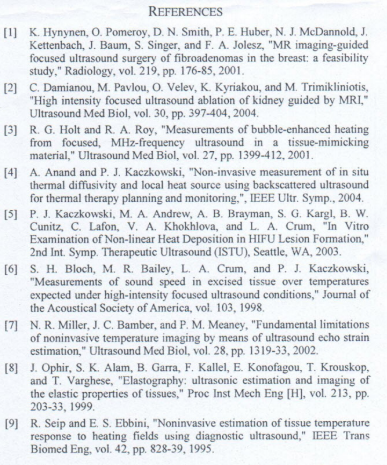 REFERENCES
[1] K. Hynynen, O. Pomeroy, D. N. Smith, P. E. Huber, N. J. McDannold, J.
Kettenbach, J. Baum, S. Singer, and F. A. Jolesz, "MR imaging-guided
focused ultrasound surgery of fibroadenomas in the breast: a feasibility
study," Radiology, vol. 219, pp. 176-85, 2001.
[2] C. Damianou, M. Pavlou, O. Velev, K. Kyriakou, and M. Trimikliniotis,
"High intensity focused ultrasound ablation of kidney guided by MRI,"
Ultrasound Med Biol, vol. 30, pp. 397-404, 2004.
[3] R. G. Holt and R. A. Roy, "Measurements of bubble-enhanced heating
from focused, MHz-frequency ultrasound in a tissue-mimicking
material," Ultrasound Med Biol, vol. 27, pp. 1399-412, 2001.
[4] A. Anand and P. J. Kaczkowski, "Non-invasive measurement of in situ
thermal diffusivity and local heat source using backscattered ultrasound
for thermal therapy planning and monitoring,", IEEE Ultr. Symp., 2004.
[5] P. J. Kaczkowski, M. A. Andrew, A. B. Brayman, S. G. Kargl, B. W.
Cunitz, C. Lafon, V. A. Khokhlova, and L. A. Crum, "In Vitro
Examination of Non-linear Heat Deposition in HIFU Lesion Formation,"
2nd Int. Symp. Therapeutic Ultrasound (ISTU), Seattle, WA, 2003.
[6] S. H. Bloch, M. R. Bailey, L. A. Crum, and P. J. Kaczkowski,
"Measurements of sound speed in excised tissue over temperatures
expected under high-intensity focused ultrasound conditions," Journal of
the Acoustical Society of America, vol. 103, 1998.
[7] N. R. Miller, J. C. Bamber, and P. M. Meaney, "Fundamental limitations
of noninvasive temperature imaging by means of ultrasound echo strain
estimation," Ultrasound Med Biol, vol. 28, pp. 1319-33, 2002.
[8] J. Ophir, S. K. Alam, B. Garra, F. Kallel, E. Konofagou, T. Krouskop,
and T. Varghese, "Elastography: ultrasonic estimation and imaging of
the elastic properties of tissues," Proc Inst Mech Eng [H], vol. 213, pp.
203-33, 1999.
[9] R. Seip and E. S. Ebbini, "Noninvasive estimation of tissue temperature
response to heating fields using diagnostic ultrasound," IEEE Trans
Biomed Eng, vol. 42, pp. 828-39, 1995.